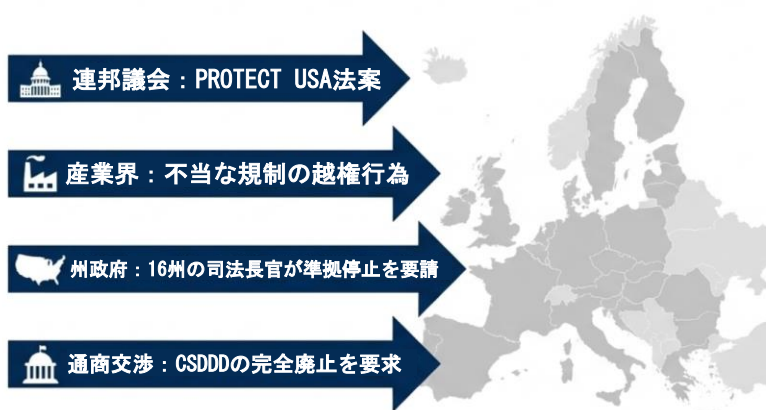 連邦議会：PROTECT USA法案
産業界：不当な規制の越権行為
州政府：16州の司法長官が準拠停止を要請
通商交渉：CSDDDの完全廃止を要求